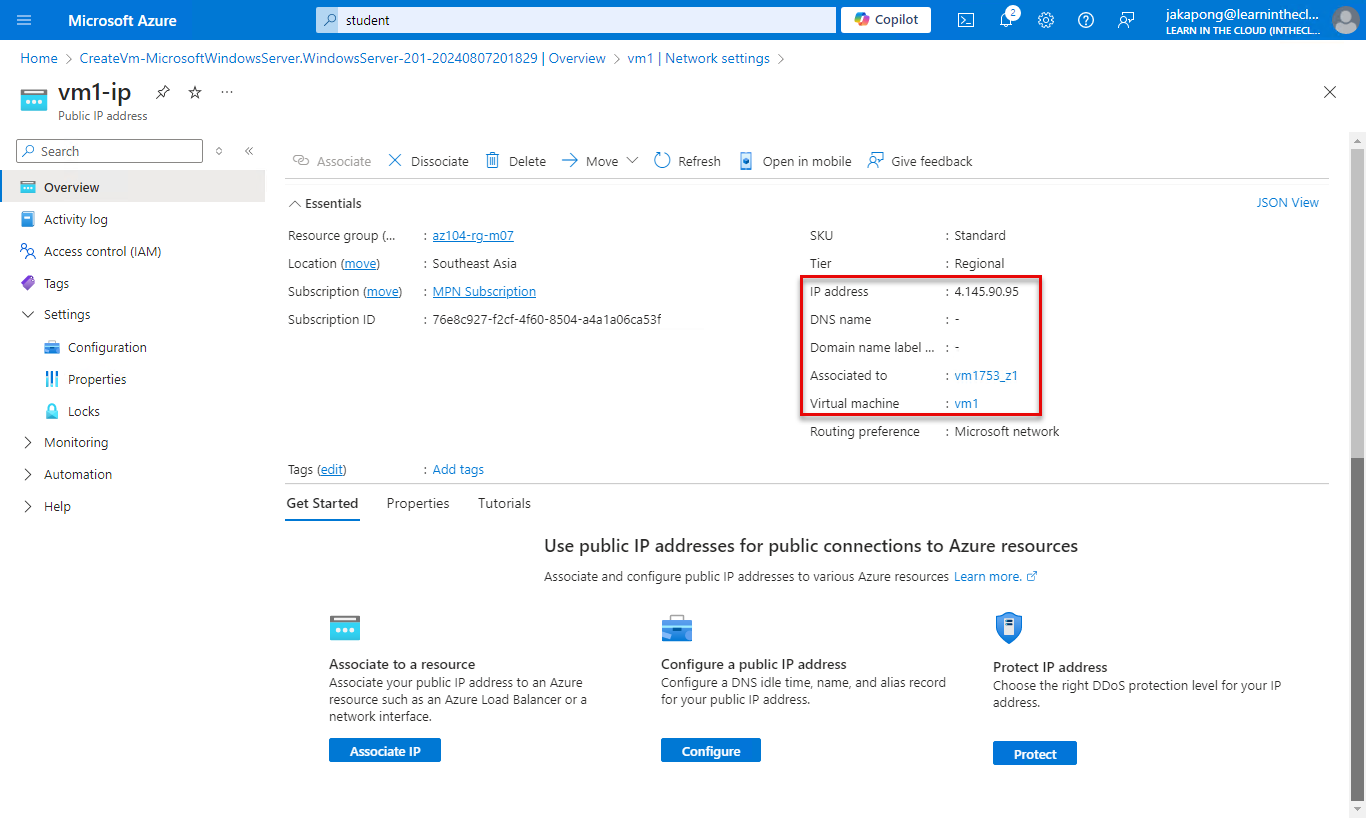 Microsoft Azure
student
Copilot
2
jakapong@learninthecl...
LEARN IN THE CLOUD (INTHECL...
Home > CreateVm-MicrosoftWindowsServer.WindowsServer-201-20240807201829 | Overview > vm1 | Network settings >
vm1-ip
Public IP address
Search
Overview
Activity log
Access control (IAM)
Tags
Settings
Configuration
Properties
Locks
Monitoring
Automation
Help
Associate Dissociate Delete Move Refresh Open in mobile Give feedback
Essentials
JSON View
Resource group (... : az104-rg-m07
Location (move) : Southeast Asia
Subscription (move) : MPN Subscription
Subscription ID : 76e8c927-f2cf-4f60-8504-a4a1a06ca53f
SKU : Standard
Tier : Regional
IP address : 4.145.90.95
DNS name : -
Domain name label ... : -
Associated to : vm1753_z1
Virtual machine : vm1
Routing preference : Microsoft network
Tags (edit) : Add tags
Get Started Properties Tutorials
Use public IP addresses for public connections to Azure resources
Associate and configure public IP addresses to various Azure resources Learn more.
Associate to a resource
Associate your public IP address to an Azure
resource such as an Azure Load Balancer or a
network interface.
Associate IP
Configure a public IP address
Configure a DNS idle time, name, and alias record
for your public IP address.
Configure
Protect IP address
Choose the right DDoS protection level for your IP
address.
Protect